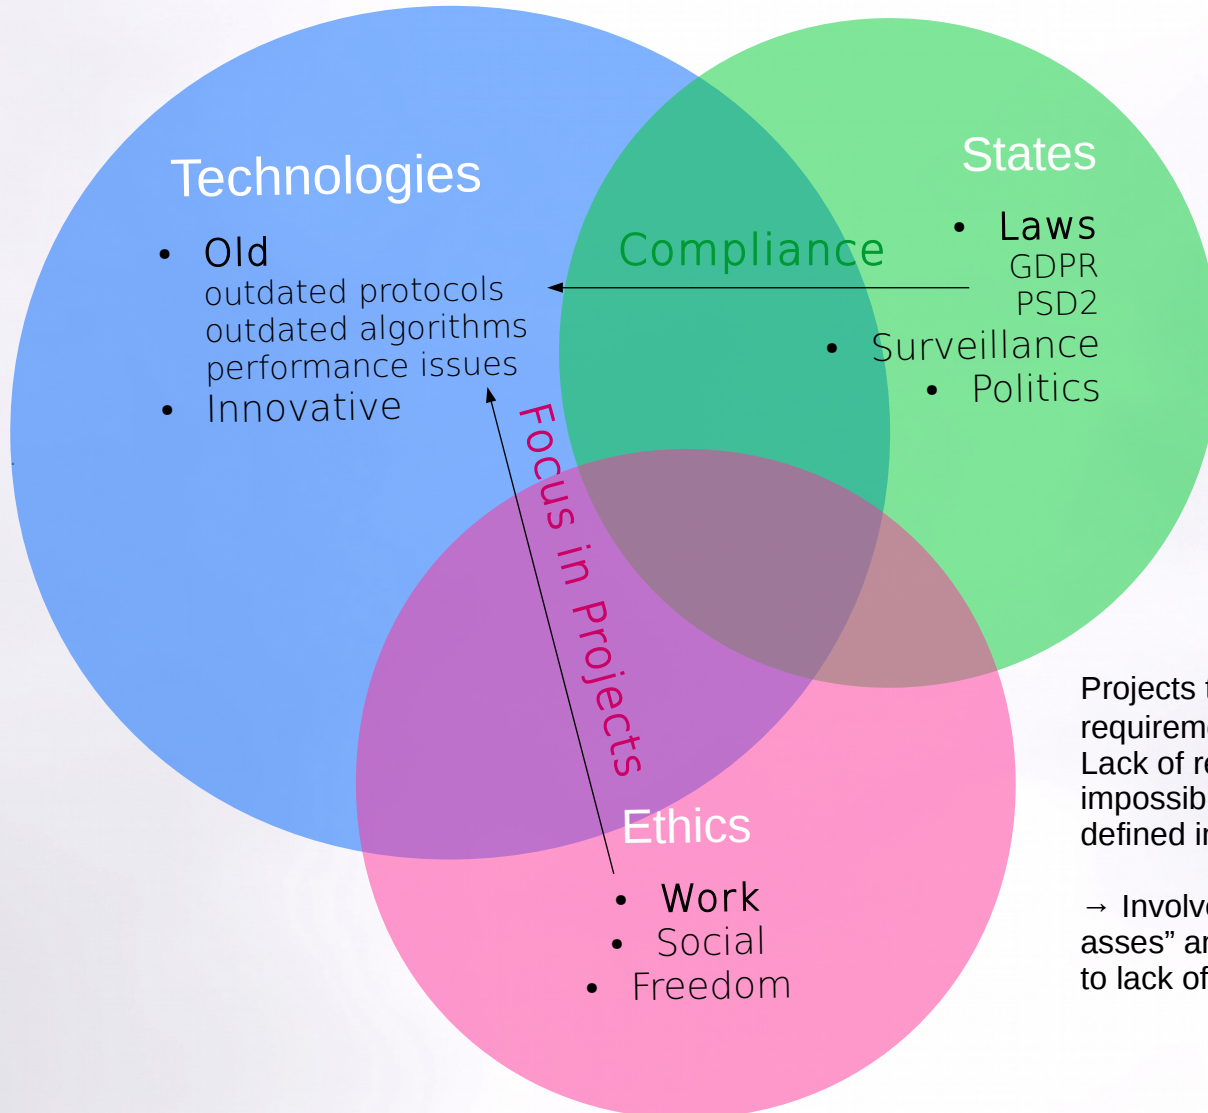 Technologies
• Old
outdated protocols
outdated algorithms
performance issues
• Innovative
States
• Laws
GDPR
PSD2
• Surveillance
• Politics
Compliance
Focus in Projects
Ethics
• Work
• Social
• Freedom
Projects
Lack of
defined
→
asses”
to lack of